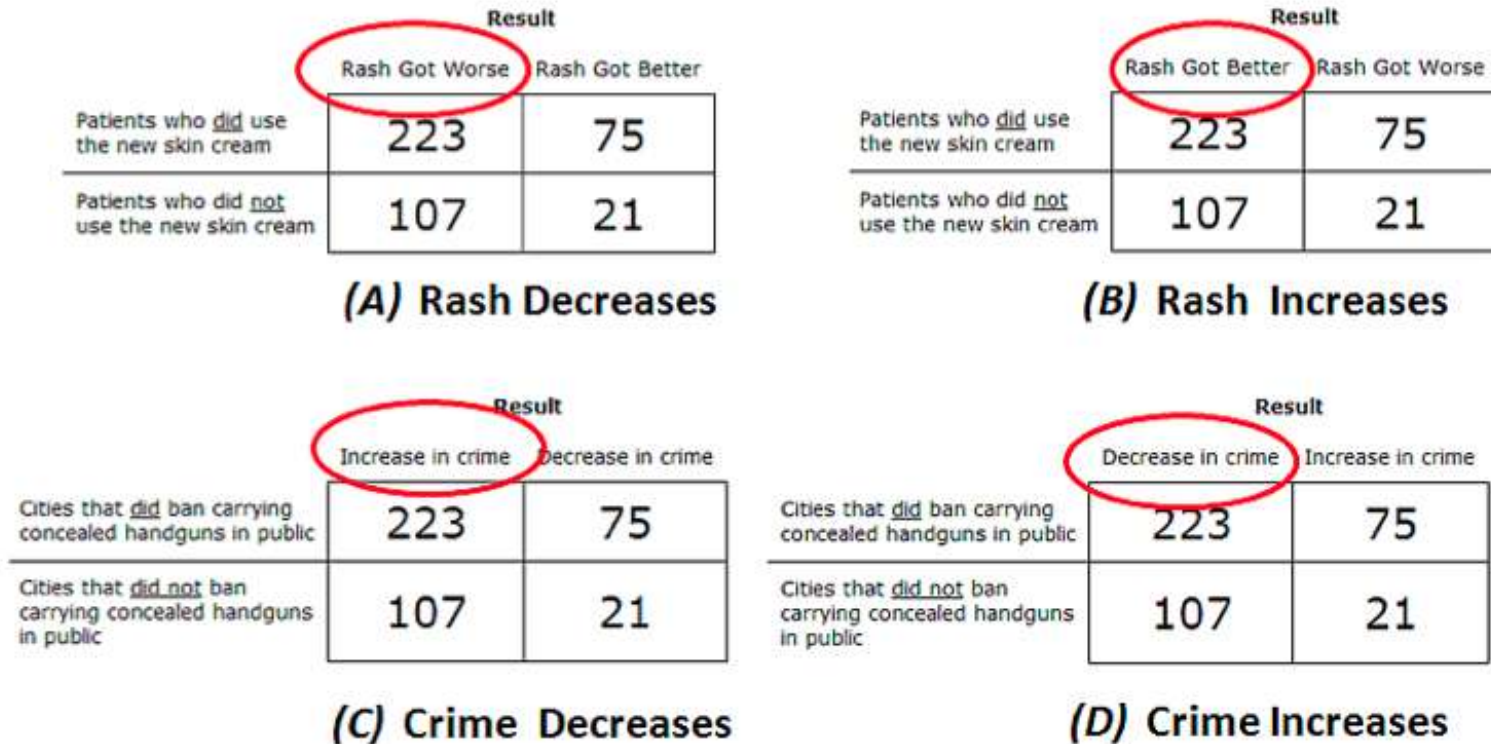 Result
Rash Got Worse Rash Got Better
Patients who did use
the new skin cream
223 75
Patients who did not
use the new skin cream
107 21
(A) Rash Decreases
Result
Rash Got Better Rash Got Worse
Patients who did use
the new skin cream
223 75
Patients who did not
use the new skin cream
107 21
(B) Rash Increases
Result
Increase in crime Decrease in crime
Cities that did ban carrying
concealed handguns in public
223 75
Cities that did not ban
carrying concealed handguns
in public
107 21
(C) Crime Decreases
Result
Decrease in crime Increase in crime
Cities that did ban carrying
concealed handguns in public
223 75
Cities that did not ban
carrying concealed handguns
in public
107 21
(D) Crime Increases